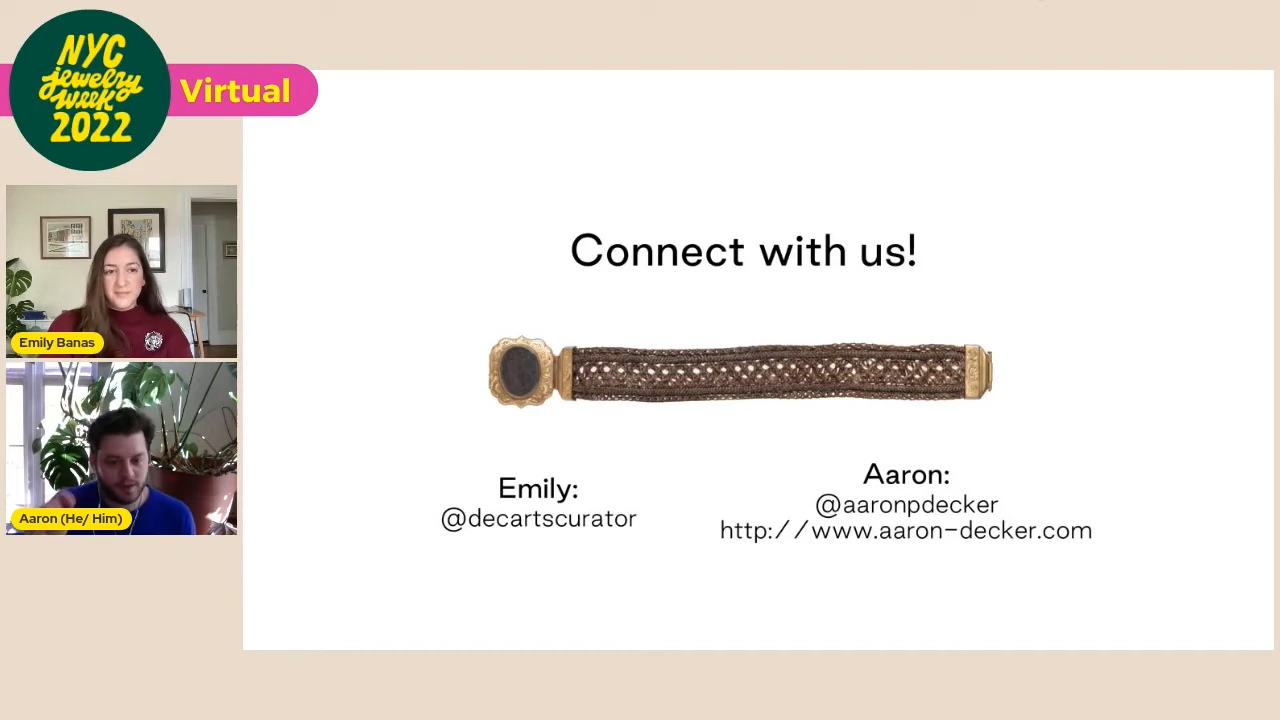 NYC
jewelry
week
2022
Virtual
Emily Banas
Aaron (He/ Him)
Connect with us!
Emily:
@decartscurator
Aaron:
@aaronpdecker
http://www.aaron-decker.com